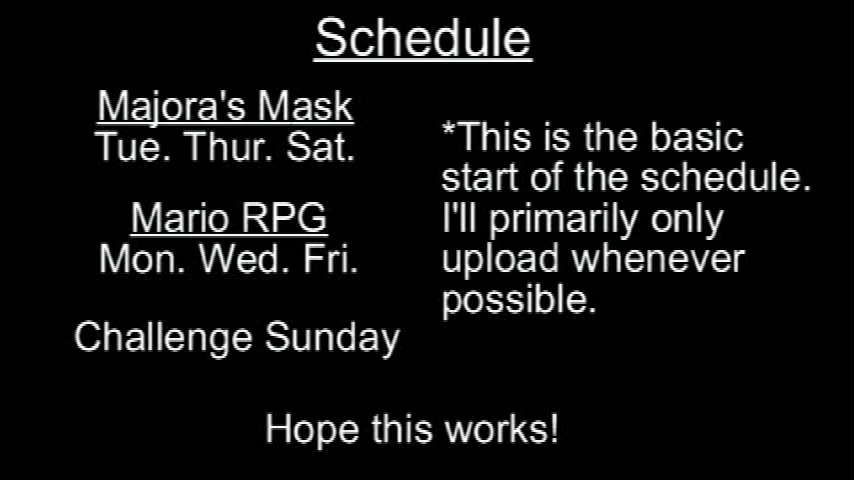 Schedule
Majora's Mask
Tue. Thur. Sat.
Mario RPG
Mon. Wed. Fri.
Challenge Sunday
*This is the basic
start of the schedule.
I'll primarily only
upload whenever
possible.
Hope this works!